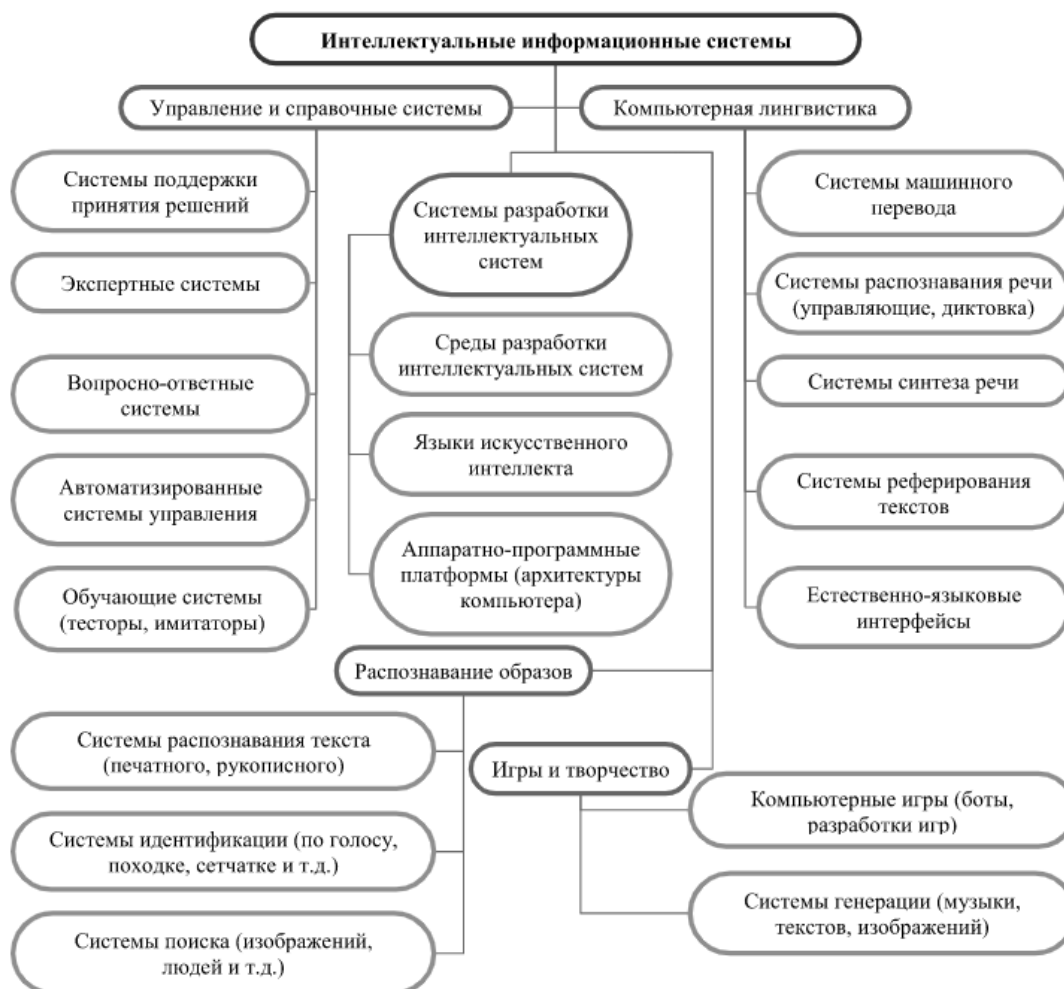 Интеллектуальные информационные системы
Управление и справочные системы
Системы поддержки
принятия решений
Экспертные системы
Вопросно-ответные
системы
Автоматизированные
системы управления
Обучающие системы
(тесторы, имитаторы)
Системы разработки
интеллектуальных
систем
Среды разработки
интеллектуальных систем
Языки искусственного
интеллекта
Аппаратно-программные
платформы (архитектуры
компьютера)
Компьютерная лингвистика
Системы машинного
перевода
Системы распознавания речи
(управляющие, диктовка)
Системы синтеза речи
Системы реферирования
текстов
Естественно-языковые
интерфейсы
Распознавание образов
Системы распознавания текста
(печатного, рукописного)
Системы идентификации (по голосу,
походке, сетчатке и т.д.)
Системы поиска (изображений,
людей и т.д.)
Игры и творчество
Компьютерные игры (боты,
разработки игр)
Системы генерации (музыки,
текстов, изображений)